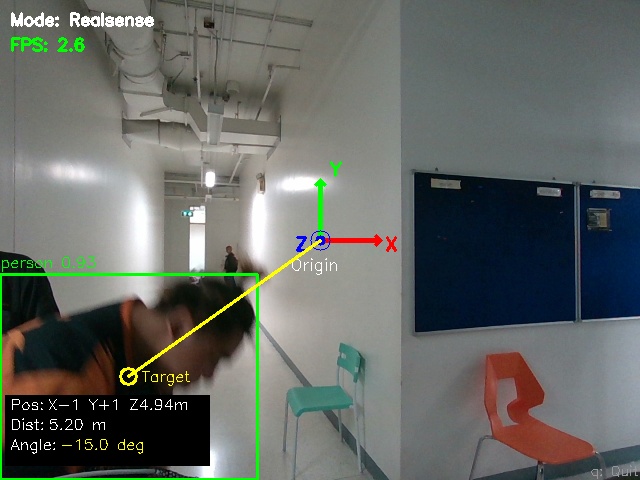 Mode: Realsense
FPS: 2.6
Y
Z
X
Origin
person 0.93
Target
Pos: X-1 Y+1 Z4.94m
Dist: 5.20 m
Angle: -15.0 deg
q: Quit